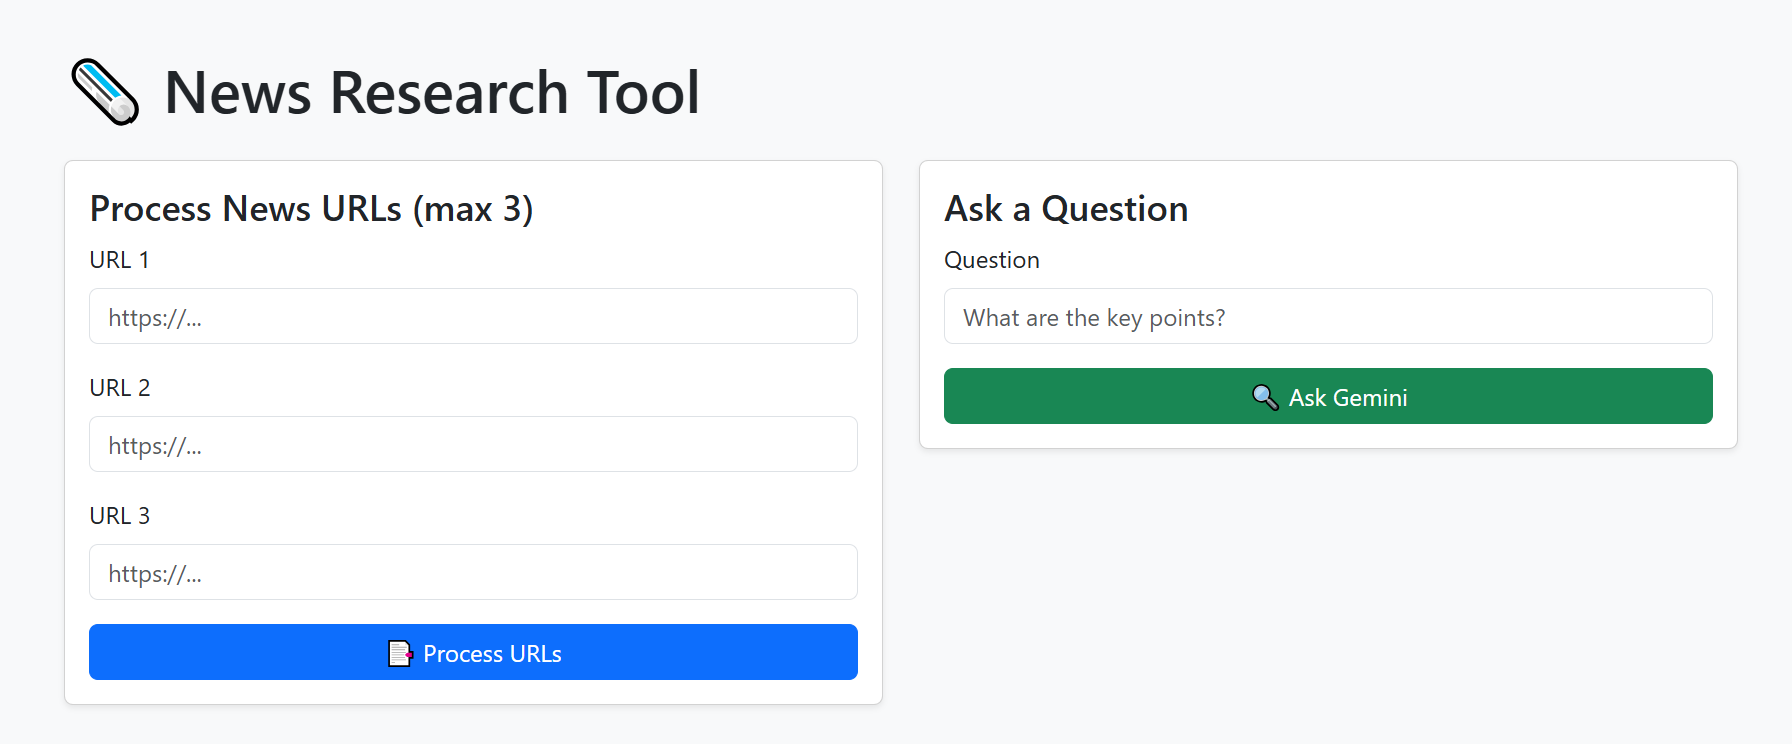 News Research Tool
Process News URLs (max 3)
URL 1
https://...
URL 2
https://...
URL 3
https://...
Process URLs
Ask a Question
Question
What are the key points?
Ask Gemini